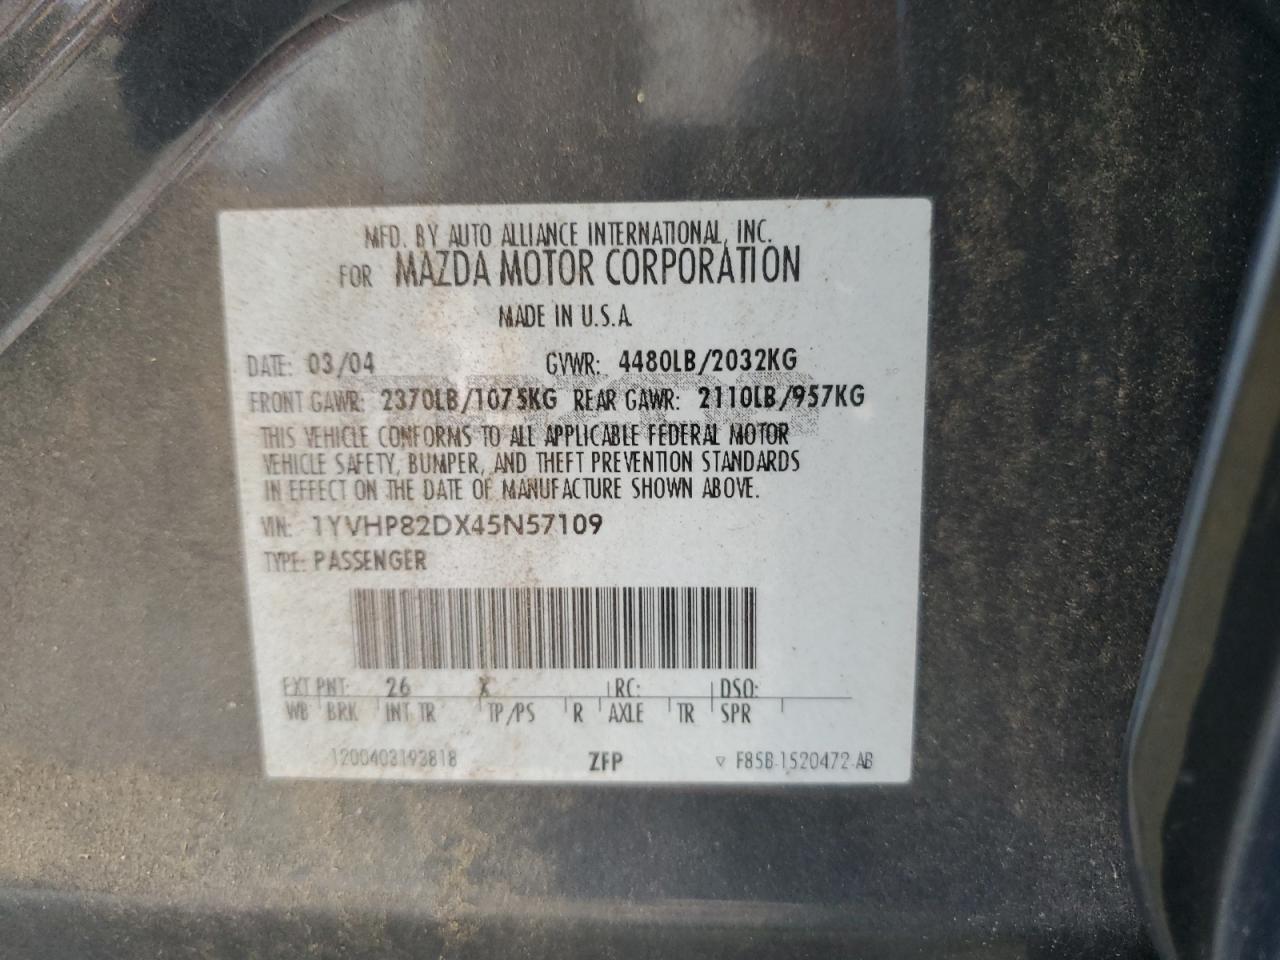 MFD. BY AUTO ALLIANCE INTERNATIONAL, INC.
FOR MAZDA MOTOR CORPORATION
MADE IN U.S.A.
DATE: 03/04 GVWR: 4480LB/2032KG
FRONT GAWR: 2370LB/1075KG REAR GAWR: 2110LB/957KG
THIS VEHICLE CONFORMS TO ALL APPLICABLE FEDERAL MOTOR
VEHICLE SAFETY, BUMPER, AND THEFT PREVENTION STANDARDS
IN EFFECT ON THE DATE OF MANUFACTURE SHOWN ABOVE.
VIN: 1YVHP82DX45N57109
TYPE: PASSENGER
EXT PNT: 26 X RC: DSO:
WB BRK INT TR TP/PS R AXLE TR SPR
1200403193818 ZFP ▽ F85B-1520472-AB